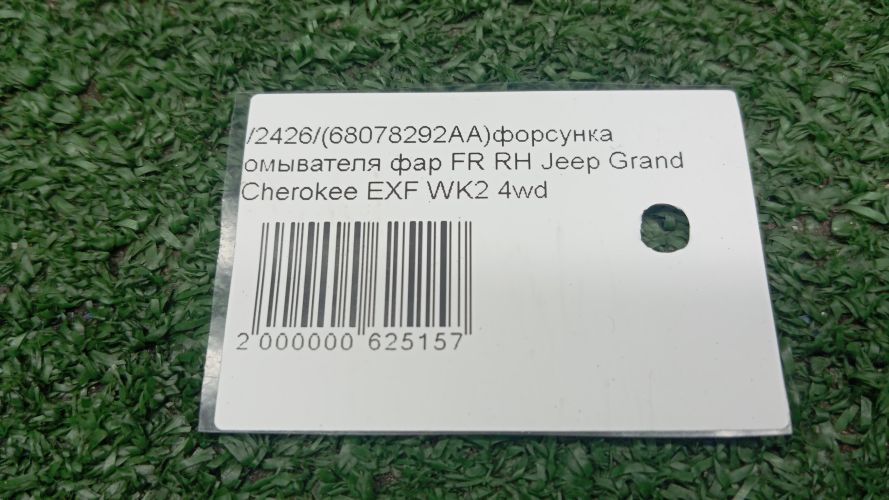 /2426/(68078292AA)форсунка
омывателя фар FR RH Jeep Grand
Cherokee EXF WK2 4wd
2 000000 625157